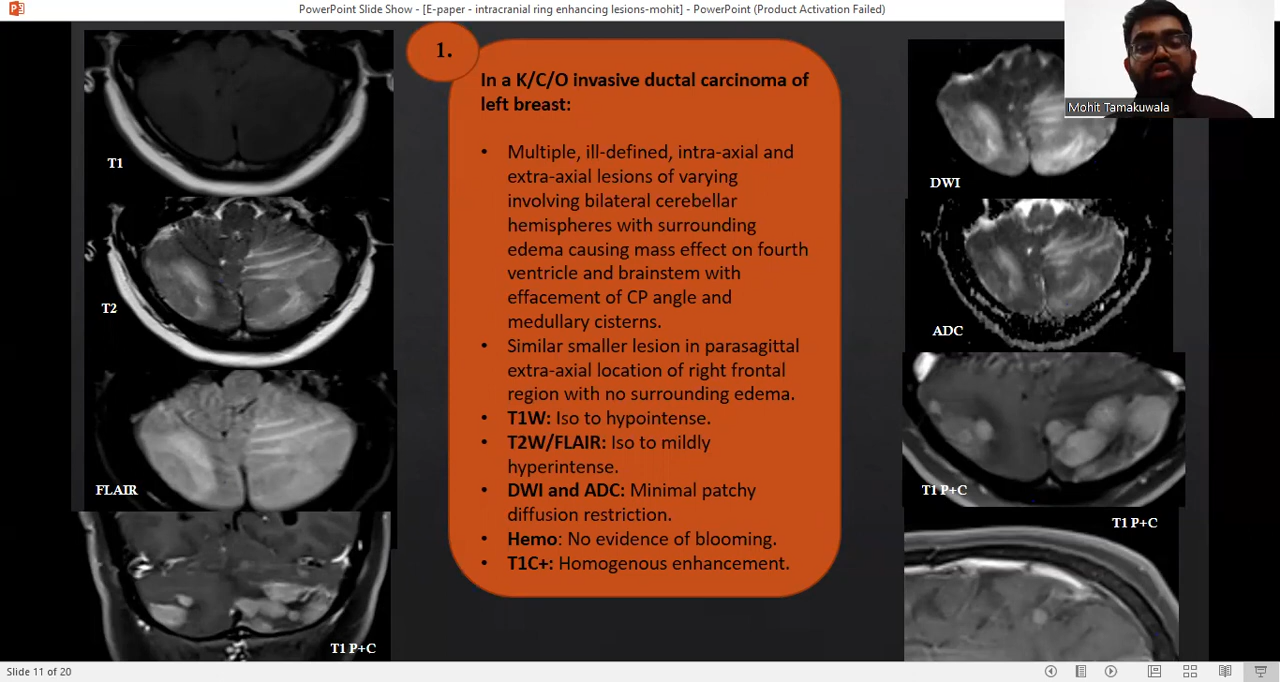 PowerPoint Slide Show - [E-paper - intracranial ring enhancing lesions-mohit] - PowerPoint (Product Activation Failed)
1.
In a K/C/O invasive ductal carcinoma of
left breast:
• Multiple, ill-defined, intra-axial and
extra-axial lesions of varying
involving bilateral cerebellar
hemispheres with surrounding
edema causing mass effect on fourth
ventricle and brainstem with
effacement of CP angle and
medullary cisterns.
• Similar smaller lesion in parasagittal
extra-axial location of right frontal
region with no surrounding edema.
• T1W: Iso to hypointense.
• T2W/FLAIR: Iso to mildly
hyperintense.
• DWI and ADC: Minimal patchy
diffusion restriction.
• Hemo: No evidence of blooming.
• T1C+: Homogenous enhancement.
T1
T2
FLAIR
T1 P+C
Mohit Tamakuwala
DWI
ADC
T1 P+C
T1 P+C
Slide 11 of 20